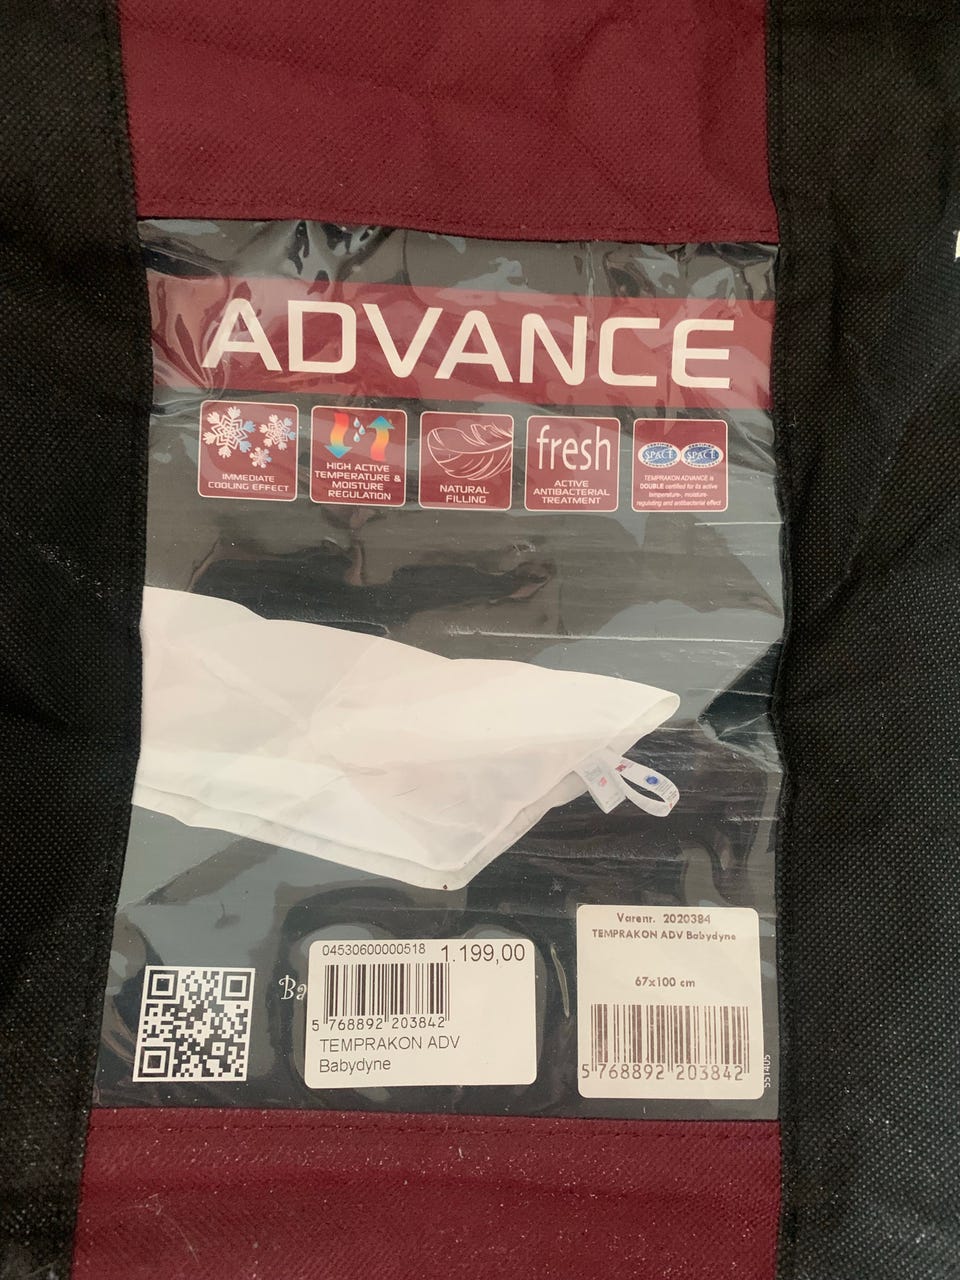 ADVANCE
IMMEDIATE
COOLING EFFECT
HIGH ACTIVE
TEMPERATURE &
MOISTURE
REGULATION
NATURAL
FILLING
fresh
ACTIVE
ANTIBACTERIAL
TREATMENT
SPACE SPACE
TEMPRAKON ADVANCE is
DOUBLE certified for its active
temperature-, moisture-
regulating and antibacterial effect
Ba
04530600000518 1.199,00
5 768892 203842
TEMPRAKON ADV
Babydyne
Varenr. 2020384
TEMPRAKON ADV Babydyne
67x100 cm
5 768892 203842
551405